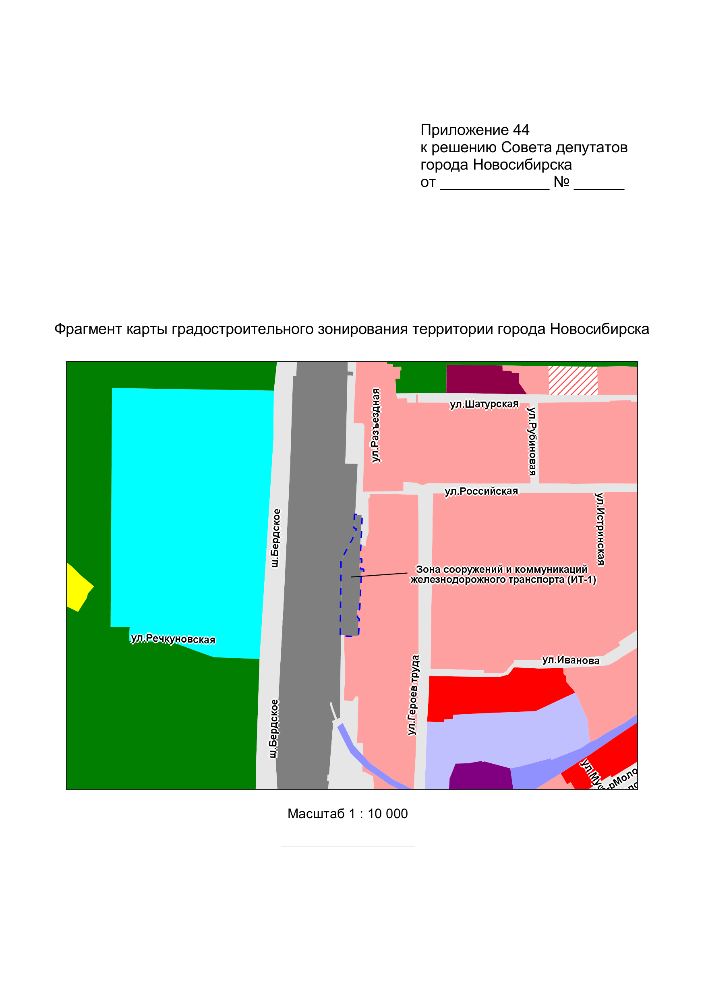 Приложение 44
к решению Совета депутатов
города Новосибирска
от _____________ № ______
Фрагмент карты градостроительного зонирования территории города Новосибирска
ул.Разъездная
ул.Шатурская
ул.Рубиновая
ул.Российская
ул.Истринская
ш.Бердское
Зона сооружений и коммуникаций
железнодорожного транспорта (ИТ-1)
ул.Речкуновская
ул.Иванова
ул.Героев труда
ш.Бердское
Масштаб 1 : 10 000